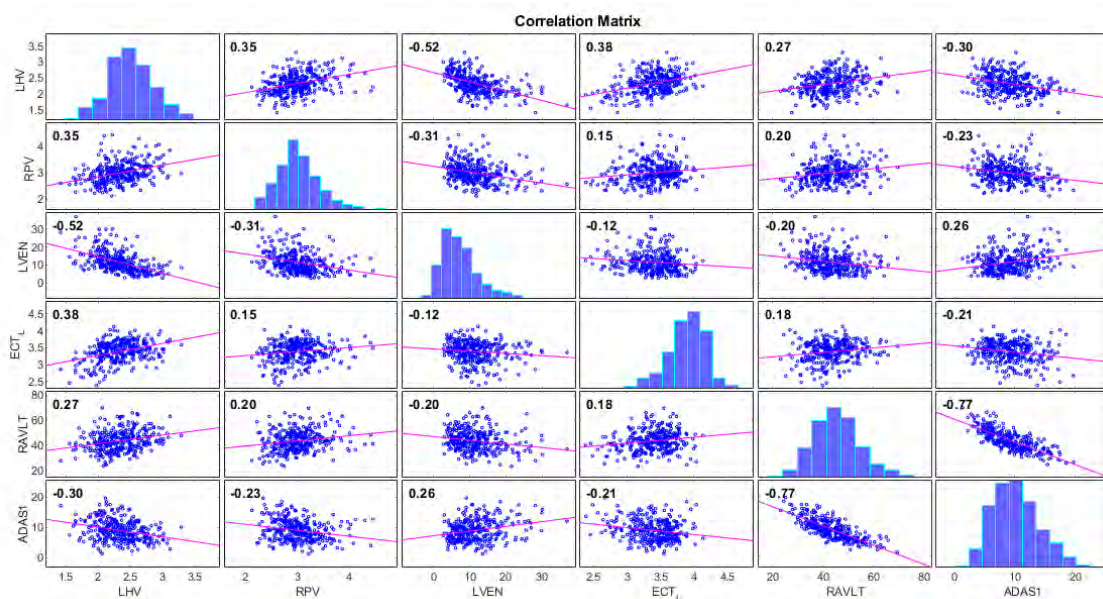 Correlation Matrix
LHV 3.5 3 2.5 2 1.5 0.35 -0.52 0.38 0.27 -0.30
RPV 4 3 2 0.35 -0.31 0.15 0.20 -0.23
LVEN 30 20 10 0 -0.52 -0.31 -0.12 -0.20 0.26
ECT_L 4.5 4 3.5 3 2.5 0.38 0.15 -0.12 0.18 -0.21
RAVLT 80 60 40 20 0.27 0.20 -0.20 0.18 -0.77
ADAS1 20 10 0 -0.30 -0.23 0.26 -0.21 -0.77
1.5 2 2.5 3 3.5 2 3 4 0 10 20 30 2.5 3 3.5 4 4.5 20 40 60 80 0 10 20
LHV RPV LVEN ECT_L RAVLT ADAS1